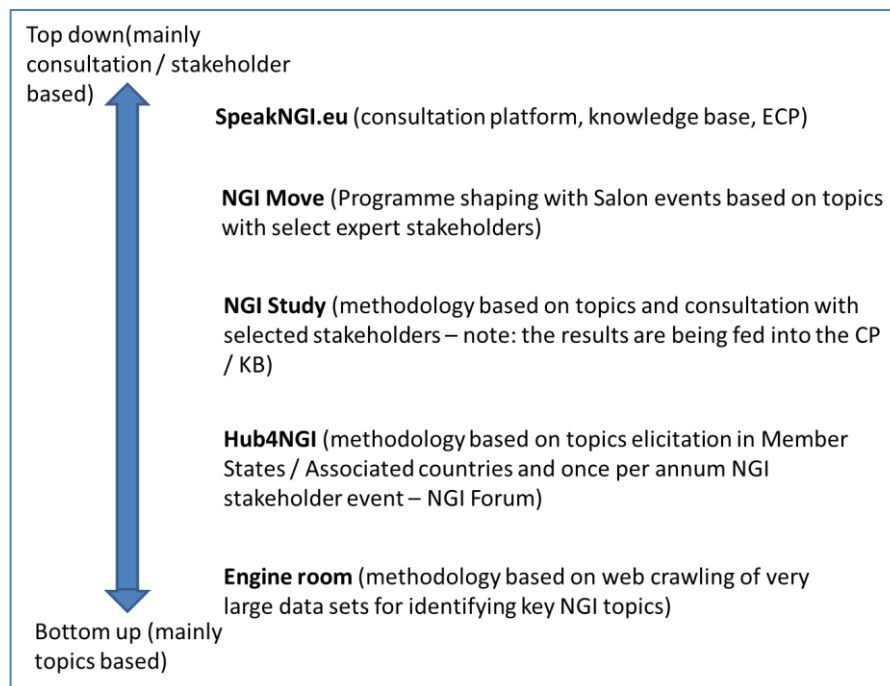 Top down(mainly
consultation / stakeholder
based)
SpeakNGI.eu (consultation platform, knowledge base, ECP)
NGI Move (Programme shaping with Salon events based on topics
with select expert stakeholders)
NGI Study (methodology based on topics and consultation with
selected stakeholders – note: the results are being fed into the CP
/ KB)
Hub4NGI (methodology based on topics elicitation in Member
States / Associated countries and once per annum NGI
stakeholder event – NGI Forum)
Engine room (methodology based on web crawling of very
large data sets for identifying key NGI topics)
Bottom up (mainly
topics based)